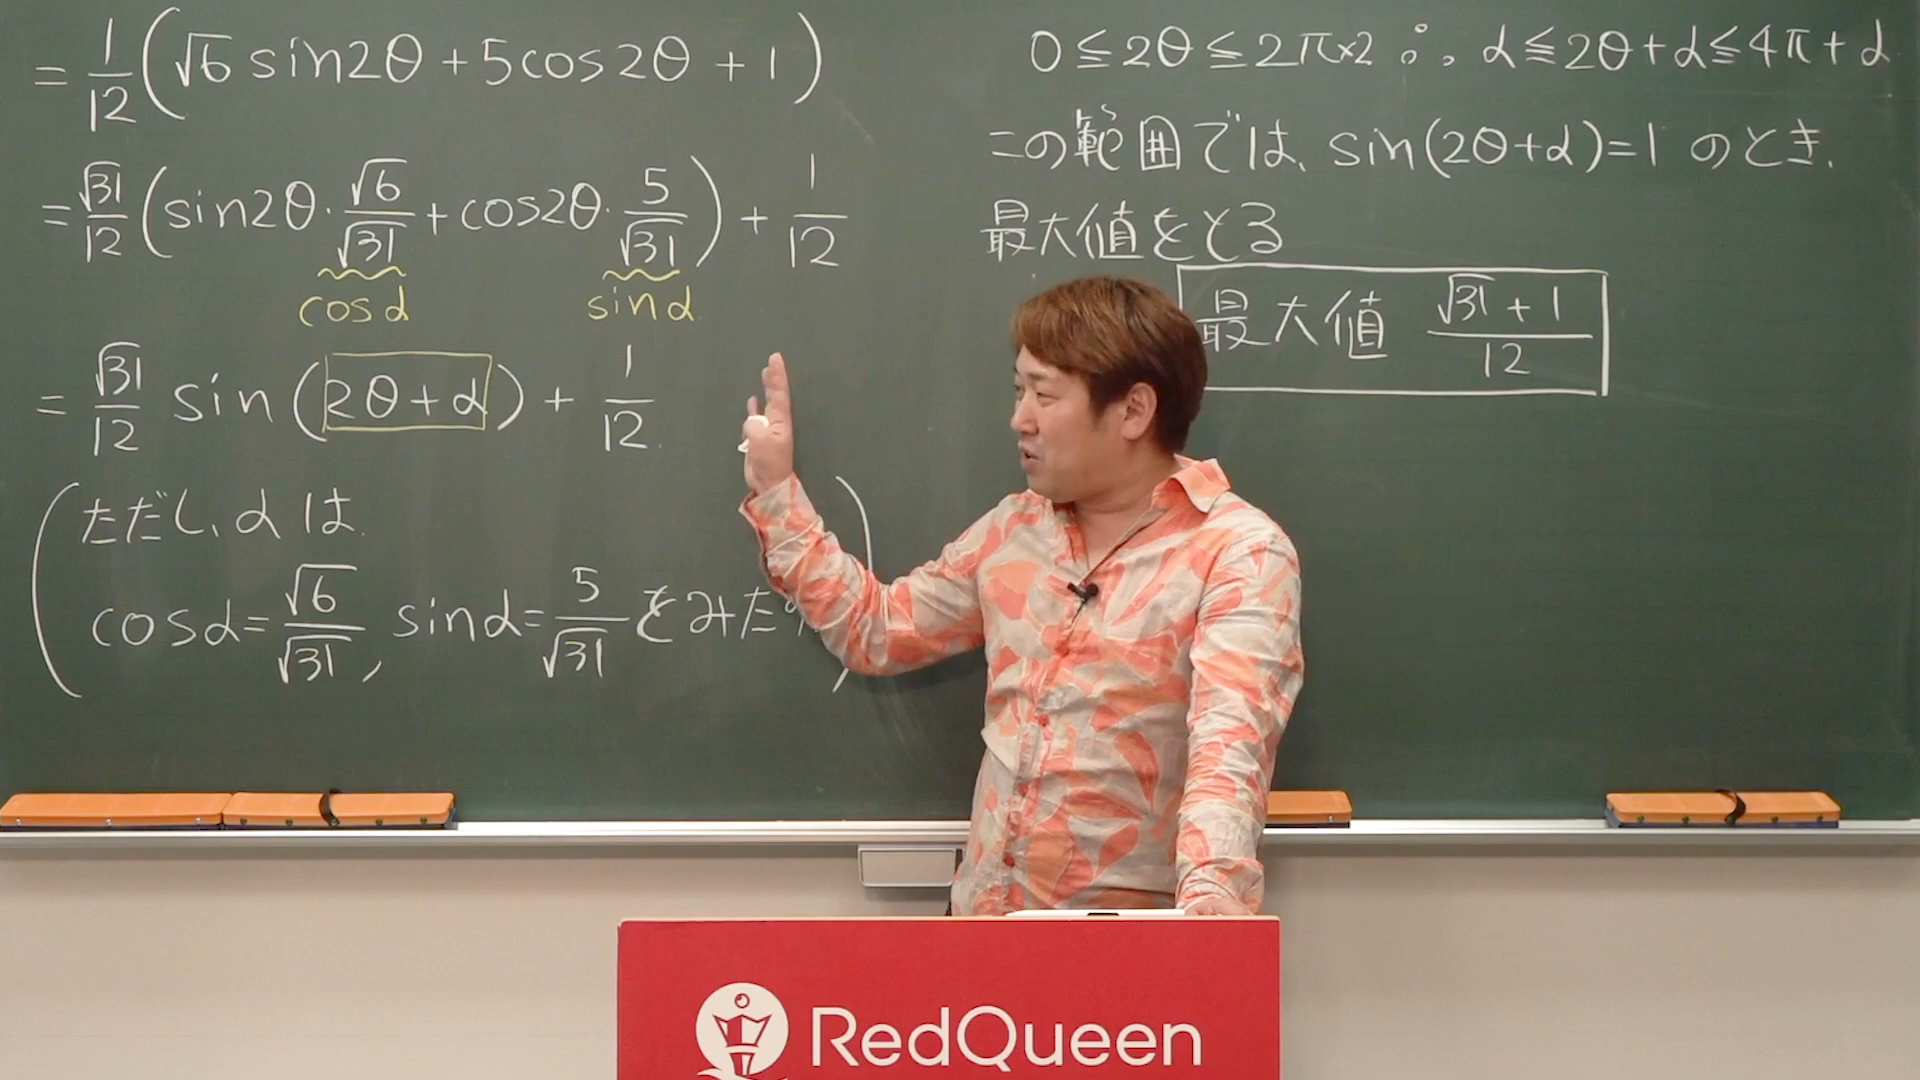 = 1/12 (√6 sin2θ + 5cos2θ + 1)
= √31/12 (sin2θ · √6/√31 + cos2θ · 5/√31) + 1/12
cosα sinα
= √31/12 sin(2θ+α) + 1/12
(ただし、αは
cosα = √6/√31, sinα = 5/√31 をみたす)
0 ≦ 2θ ≦ 2π×2 ∴ α ≦ 2θ+α ≦ 4π+α
この範囲では、sin(2θ+α)=1 のとき、
最大値をとる
最大値 (√31 + 1)/12
RedQueen